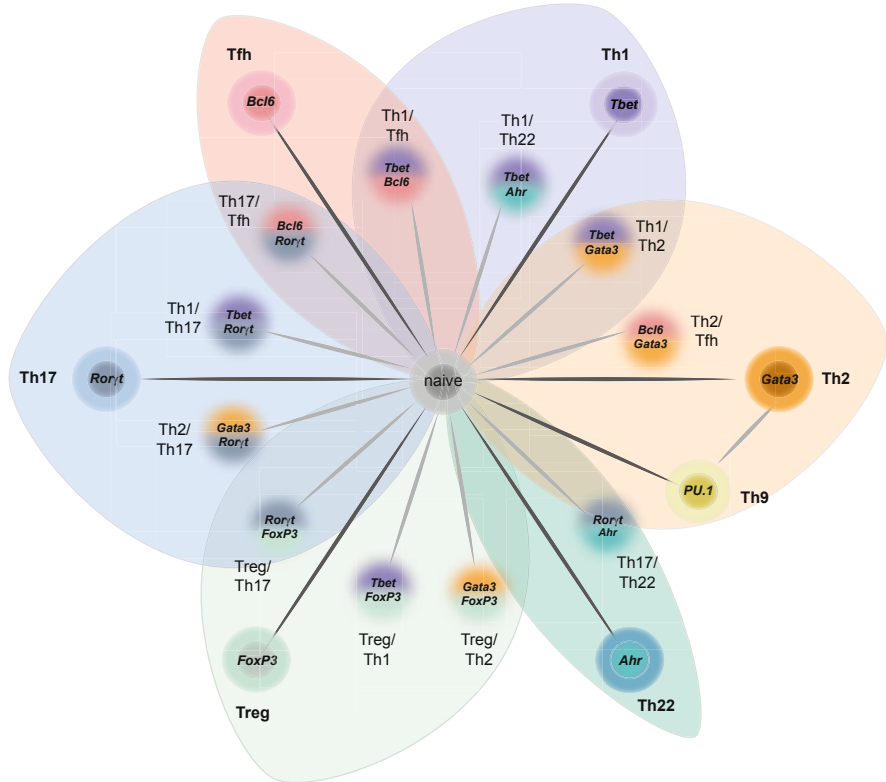 Tfh
Bcl6
Th1
Tbet
Th1/
Tfh
Tbet
Bcl6
Th1/
Th22
Tbet
Ahr
Th17/
Tfh
Bcl6
Rorγt
Tbet
Gata3
Th1/
Th2
Th1/
Th17
Tbet
Rorγt
Bcl6
Gata3
Th2/
Tfh
Th17
Rorγt
naive
Gata3
Th2
Th2/
Th17
Gata3
Rorγt
PU.1
Th9
Rorγt
FoxP3
Treg/
Th17
Rorγt
Ahr
Th17/
Th22
Tbet
FoxP3
Treg/
Th1
Gata3
FoxP3
Treg/
Th2
FoxP3
Treg
Ahr
Th22